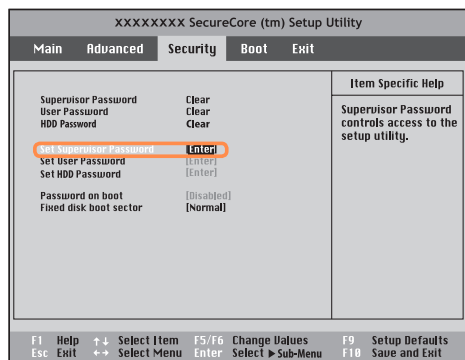 XXXXXXXX SecureCore (tm) Setup Utility
Main Advanced Security Boot Exit
Item Specific Help
Supervisor Password controls access to the setup utility.
Supervisor Password Clear
User Password Clear
HDD Password Clear
Set Supervisor Password [Enter]
Set User Password [Enter]
Set HDD Password [Enter]
Password on boot [Disabled]
Fixed disk boot sector [Normal]
F1 Help ↑↓ Select Item F5/F6 Change Values F9 Setup Defaults
Esc Exit ←→ Select Menu Enter Select ▶ Sub-Menu F10 Save and Exit